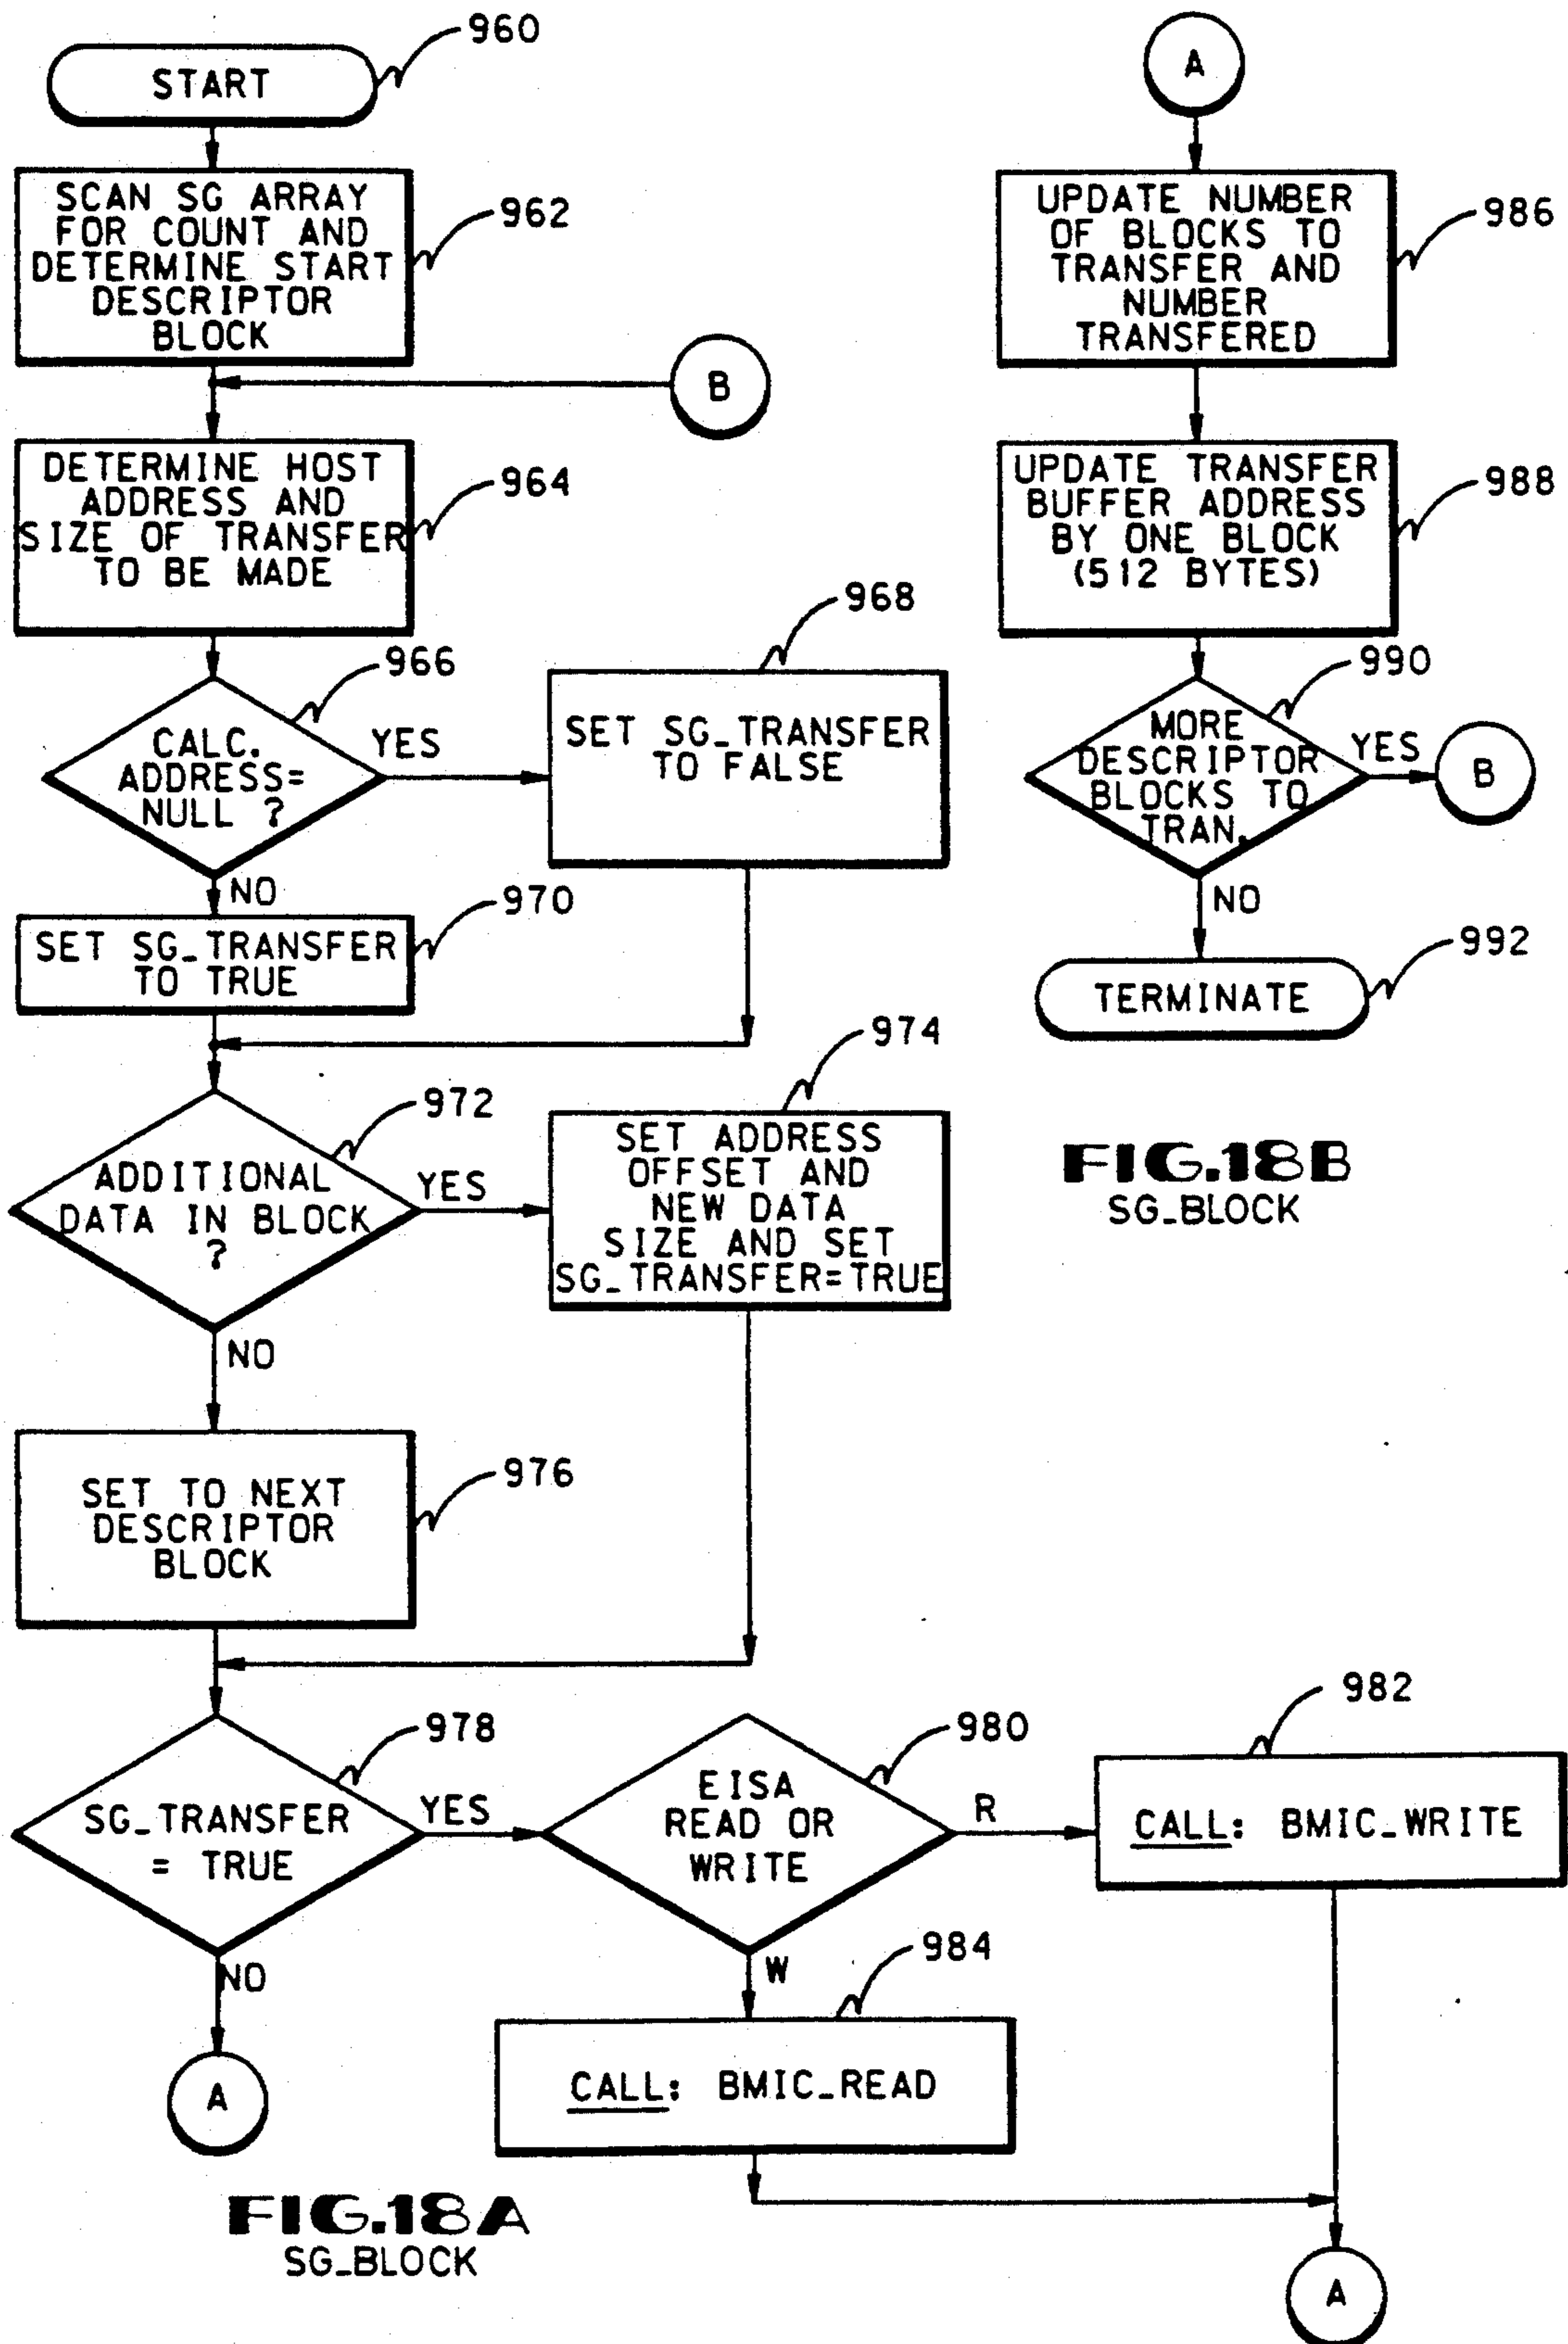 960
START
SCAN SG ARRAY
FOR COUNT AND
DETERMINE START
DESCRIPTOR
BLOCK
962
B
DETERMINE HOST
ADDRESS AND
SIZE OF TRANSFER
TO BE MADE
964
966
CALC.
ADDRESS=
NULL ?
YES
968
SET SG_TRANSFER
TO FALSE
NO
970
SET SG_TRANSFER
TO TRUE
972
ADDITIONAL
DATA IN BLOCK
?
YES
974
SET ADDRESS
OFFSET AND
NEW DATA
SIZE AND SET
SG_TRANSFER=TRUE
NO
SET TO NEXT
DESCRIPTOR
BLOCK
976
978
SG_TRANSFER
= TRUE
YES
980
EISA
READ OR
WRITE
R
982
CALL: BMIC_WRITE
NO
A
W
984
CALL: BMIC_READ
A
FIG.18A
SG_BLOCK
A
UPDATE NUMBER
OF BLOCKS TO
TRANSFER AND
NUMBER
TRANSFERED
986
UPDATE TRANSFER
BUFFER ADDRESS
BY ONE BLOCK
(512 BYTES)
988
990
MORE
DESCRIPTOR
BLOCKS TO
TRAN.
YES
B
NO
992
TERMINATE
FIG.18B
SG_BLOCK